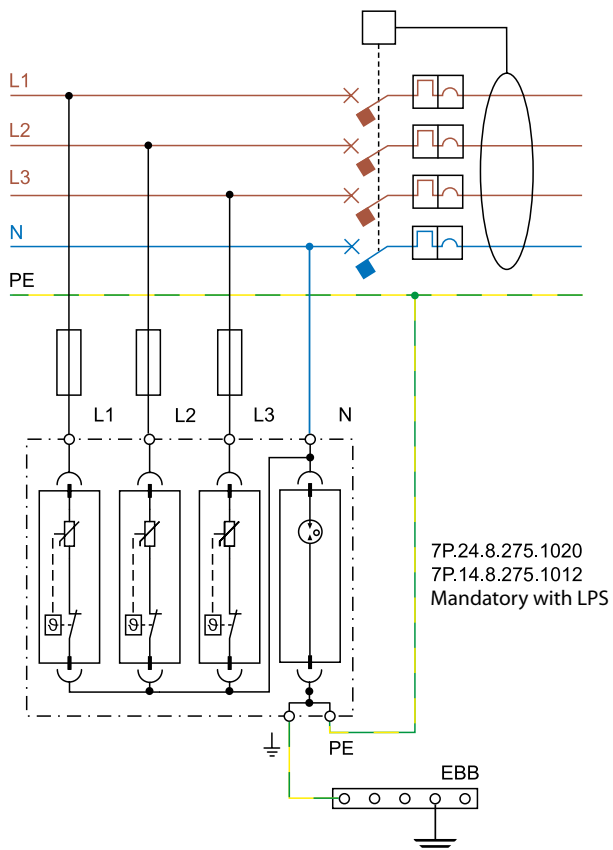 L1
L2
L3
N
PE
L1 L2 L3 N
ϑ ϑ ϑ
7P.24.8.275.1020
7P.14.8.275.1012
Mandatory with LPS
PE
EBB